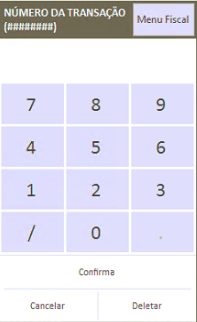 NÚMERO DA TRANSAÇÃO
(########)
Menu Fiscal
7 8 9
4 5 6
1 2 3
/ 0 .
Confirma
Cancelar Deletar